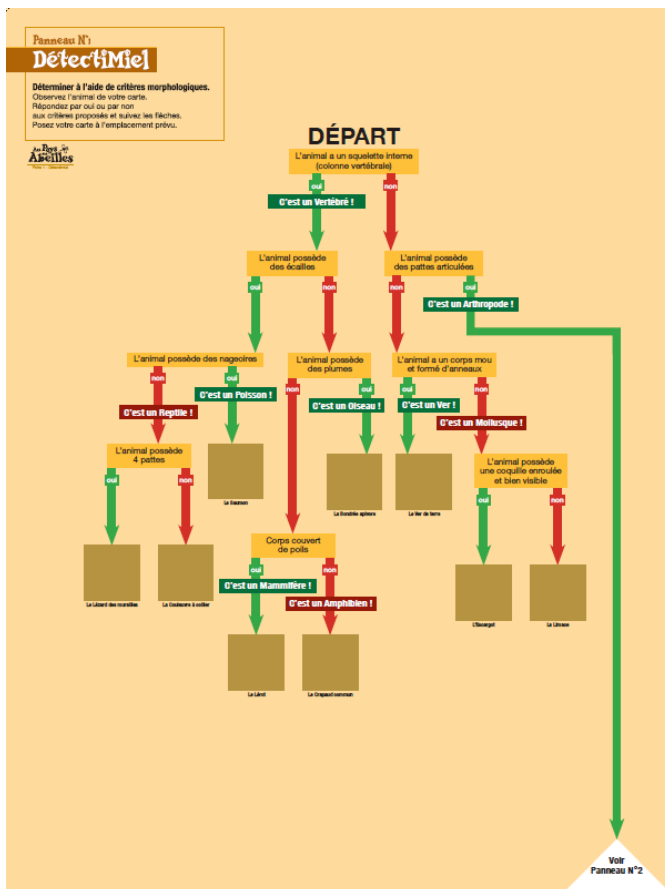 Panneau N°1
DétectiMiel
Déterminer à l'aide de critères morphologiques.
Observez l'animal de votre carte.
Répondez par oui ou par non
aux critères proposés et suivez les flèches.
Posez votre carte à l'emplacement prévu.
Au Pays des
Abeilles
DÉPART
L'animal a un squelette interne
(colonne vertébrale)
oui
non
C'est un Vertébré !
L'animal possède
des écailles
L'animal possède
des pattes articulées
oui
non
non
oui
C'est un Arthropode !
L'animal possède des nageoires
L'animal possède
des plumes
L'animal a un corps mou
et formé d'anneaux
non
oui
non
oui
oui
non
C'est un Reptile !
C'est un Poisson !
C'est un Oiseau !
C'est un Ver !
C'est un Mollusque !
L'animal possède
4 pattes
L'animal possède
une coquille enroulée
et bien visible
oui
non
oui
non
Le Saumon
La Bondrée apivore
Le Ver de terre
Corps couvert
de poils
oui
non
C'est un Mammifère !
C'est un Amphibien !
Le Lézard des murailles
La Couleuvre à collier
L'Escargot
La Limace
Le Lérot
Le Crapaud commun
Voir
Panneau N°2